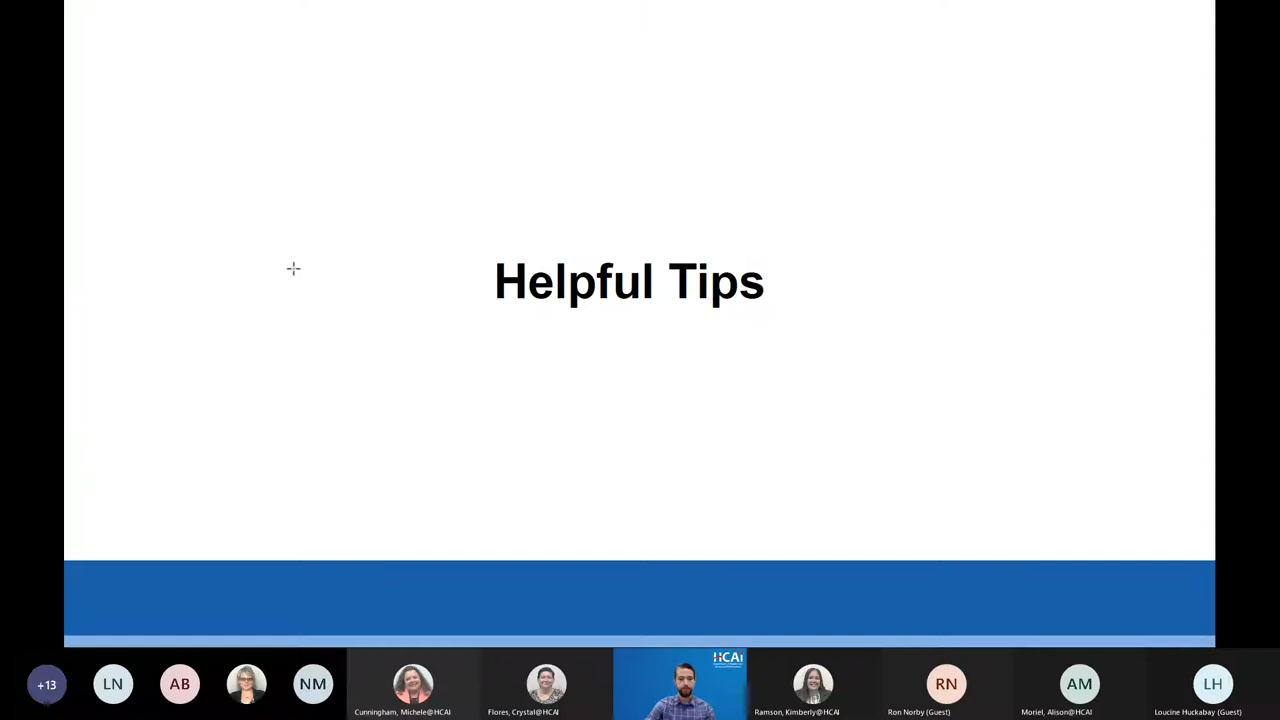 Helpful Tips
HCAI
+13
LN
AB
NM
Cunningham, Michele@HCAI
Flores, Crystal@HCAI
Ramson, Kimberly@HCAI
RN
Ron Norby (Guest)
AM
Moriel, Alison@HCAI
LH
Loucine Huckabay (Guest)